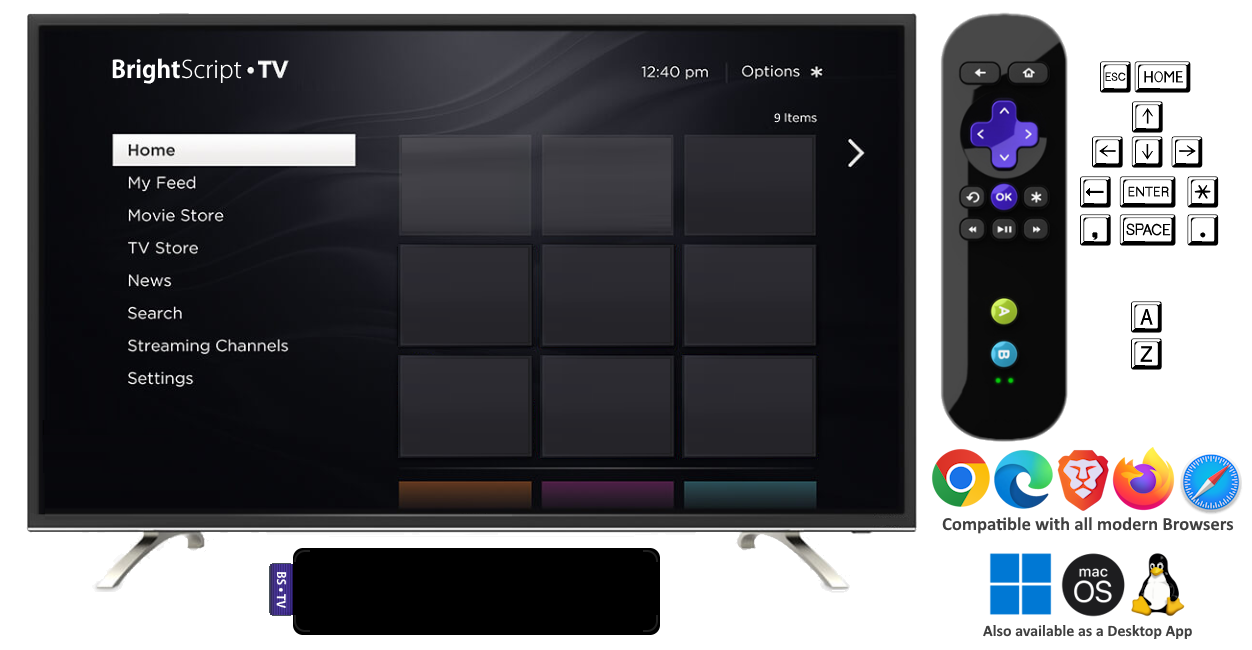 BrightScript • TV
12:40 pm
Options *
9 Items
Home
My Feed
Movie Store
TV Store
News
Search
Streaming Channels
Settings
BS • TV
OK
*
A
B
ESC HOME
↑
← ↓ →
← ENTER *
, SPACE .
A
Z
Compatible with all modern Browsers
mac
OS
Also available as a Desktop App